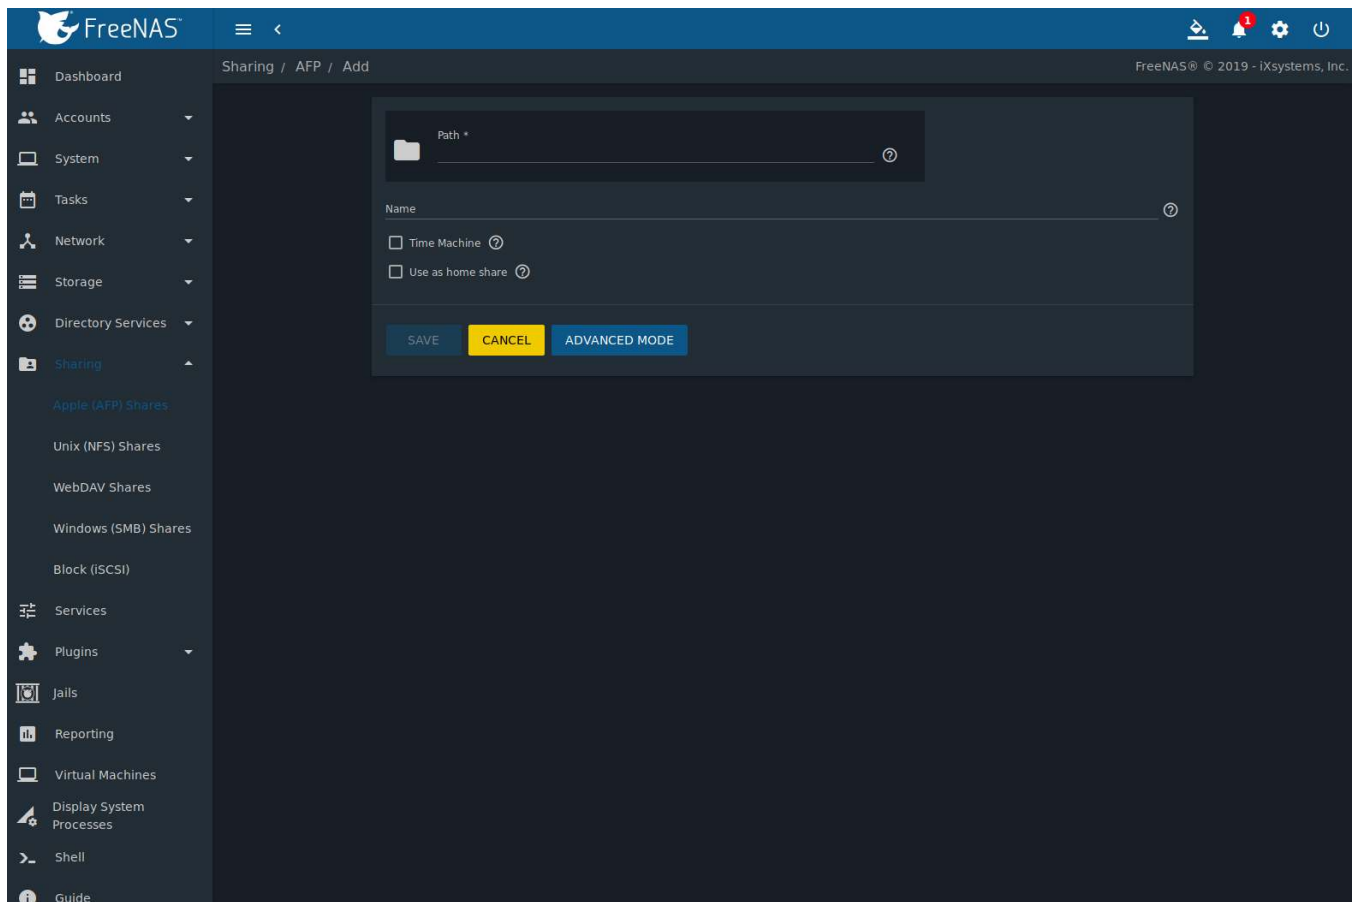 FreeNAS™
1
Sharing / AFP / Add
FreeNAS® © 2019 - iXsystems, Inc.
Dashboard
Accounts
System
Tasks
Network
Storage
Directory Services
Sharing
Apple (AFP) Shares
Unix (NFS) Shares
WebDAV Shares
Windows (SMB) Shares
Block (iSCSI)
Services
Plugins
Jails
Reporting
Virtual Machines
Display System
Processes
Shell
Guide
Path *
Name
Time Machine
Use as home share
SAVE CANCEL ADVANCED MODE